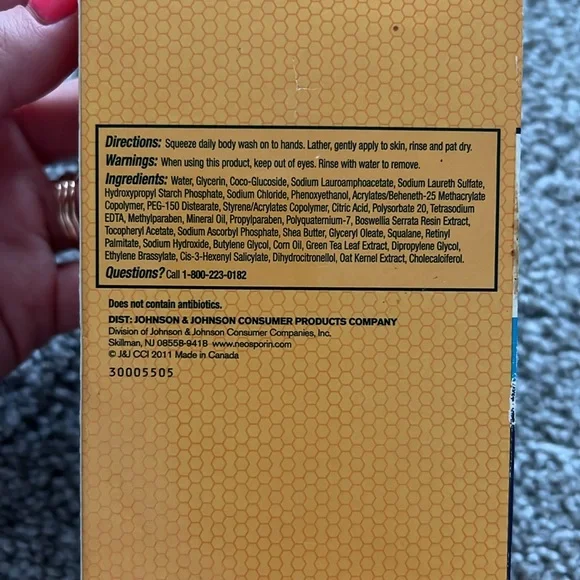 Directions: Squeeze daily body wash on to hands. Lather, gently apply to skin, rinse and pat dry.
Warnings: When using this product, keep out of eyes. Rinse with water to remove.
Ingredients: Water, Glycerin, Coco-Glucoside, Sodium Lauroamphoacetate, Sodium Laureth Sulfate,
Hydroxypropyl Starch Phosphate, Sodium Chloride, Phenoxyethanol, Acrylates/Beheneth-25 Methacrylate
Copolymer, PEG-150 Distearate, Styrene/Acrylates Copolymer, Citric Acid, Polysorbate 20, Tetrasodium
EDTA, Methylparaben, Mineral Oil, Propylparaben, Polyquaternium-7, Boswellia Serrata Resin Extract,
Tocopheryl Acetate, Sodium Ascorbyl Phosphate, Shea Butter, Glyceryl Oleate, Squalane, Retinyl
Palmitate, Sodium Hydroxide, Butylene Glycol, Corn Oil, Green Tea Leaf Extract, Dipropylene Glycol,
Ethylene Brassylate, Cis-3-Hexenyl Salicylate, Dihydrocitronellol, Oat Kernel Extract, Cholecalciferol.
Questions? Call 1-800-223-0182
Does not contain antibiotics.
DIST: JOHNSON & JOHNSON CONSUMER PRODUCTS COMPANY
Division of Johnson & Johnson Consumer Companies, Inc.
Skillman, NJ 08558-9418 www.neosporin.com
© J&J CCI 2011 Made in Canada
30005505